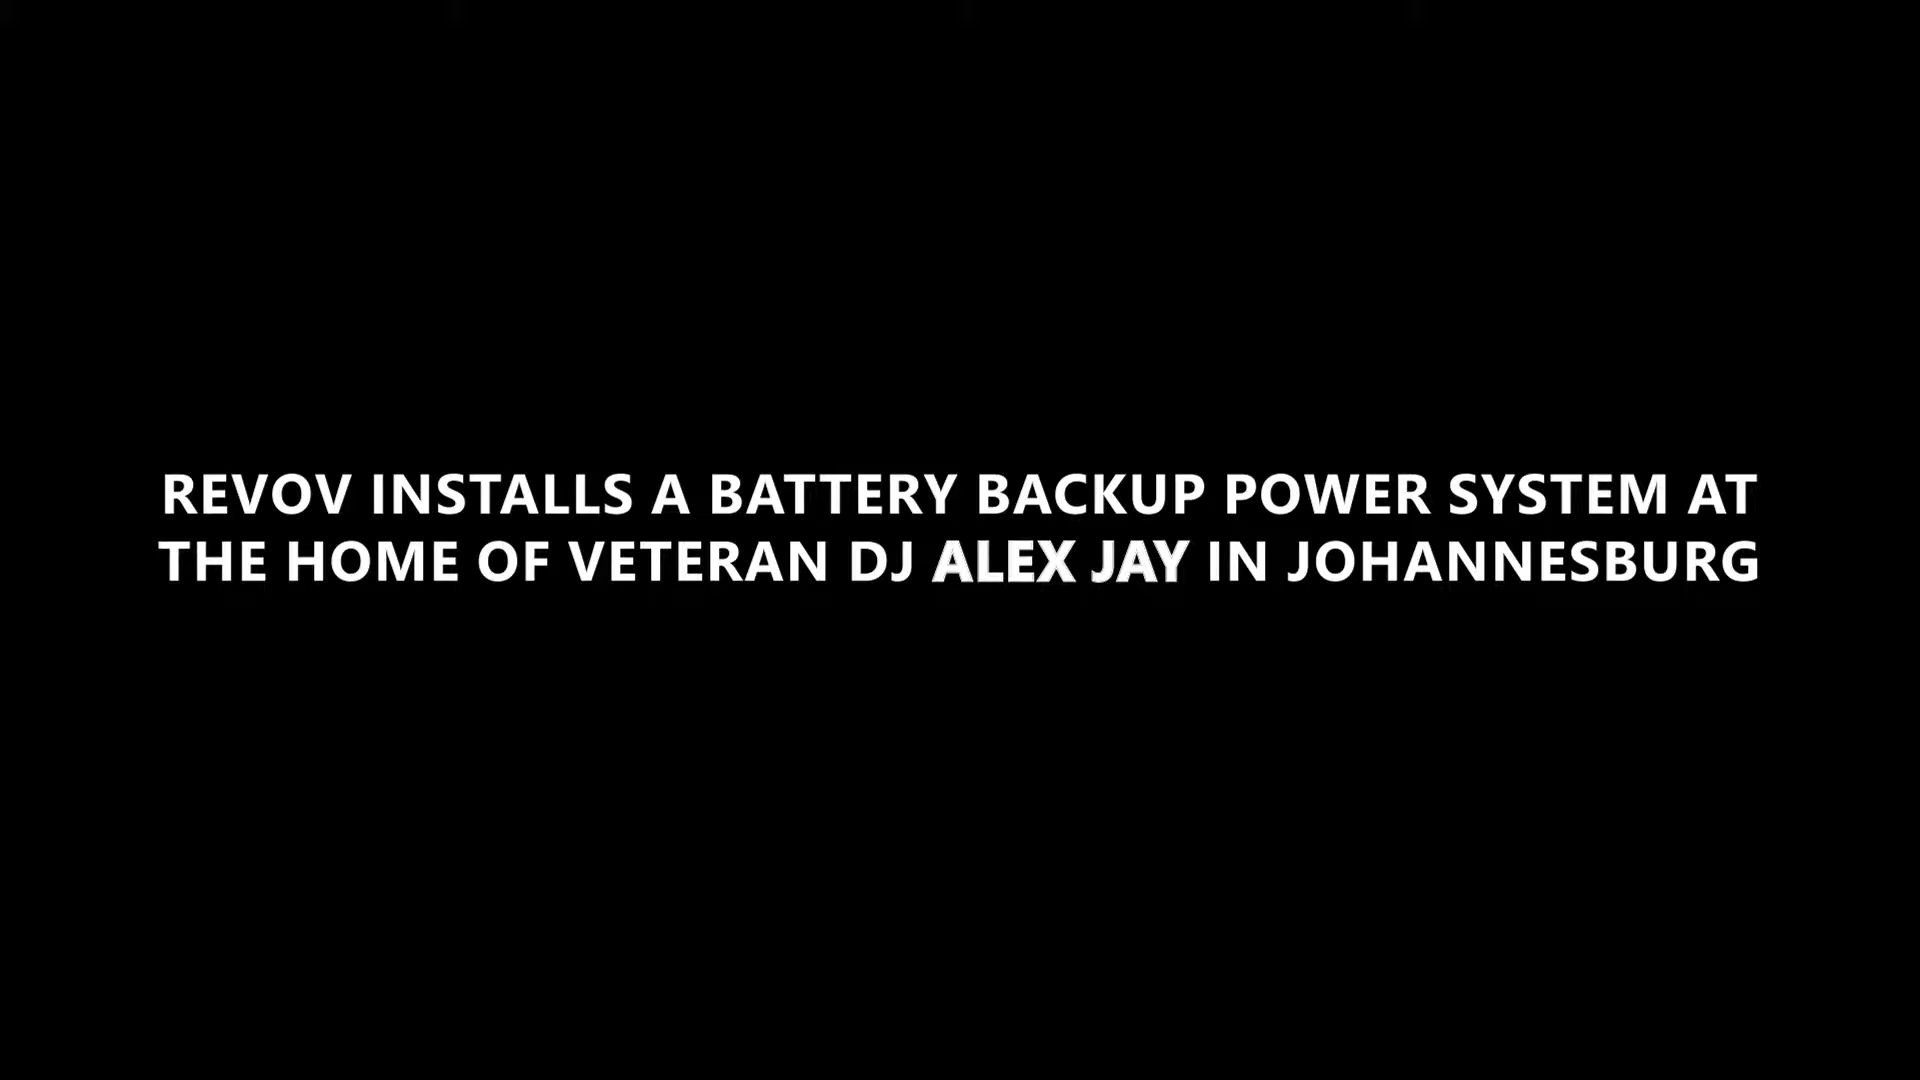 REVOV INSTALLS A BATTERY BACKUP POWER SYSTEM AT
THE HOME OF VETERAN DJ ALEX JAY IN JOHANNESBURG